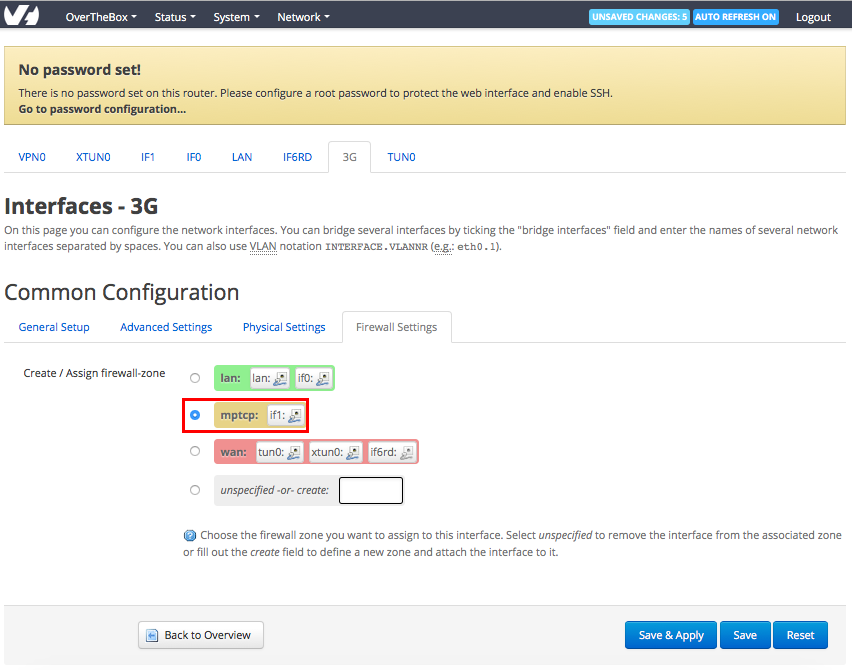 OverTheBox Status System Network UNSAVED CHANGES: 5 AUTO REFRESH ON Logout
No password set!
There is no password set on this router. Please configure a root password to protect the web interface and enable SSH.
Go to password configuration...
VPN0 XTUN0 IF1 IF0 LAN IF6RD 3G TUN0
Interfaces - 3G
On this page you can configure the network interfaces. You can bridge several interfaces by ticking the "bridge interfaces" field and enter the names of several network
interfaces separated by spaces. You can also use VLAN notation INTERFACE.VLANNR (e.g.: eth0.1).
Common Configuration
General Setup Advanced Settings Physical Settings Firewall Settings
Create / Assign firewall-zone
lan: lan: if0:
mptcp: if1:
wan: tun0: xtun0: if6rd:
unspecified -or- create:
Choose the firewall zone you want to assign to this interface. Select unspecified to remove the interface from the associated zone
or fill out the create field to define a new zone and attach the interface to it.
Back to Overview Save & Apply Save Reset